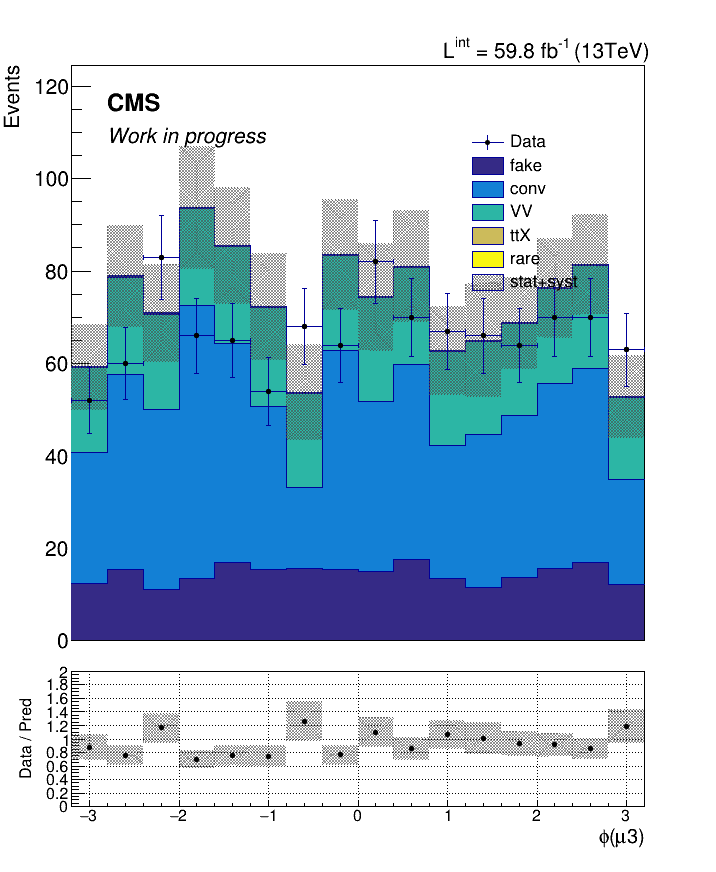 L^int = 59.8 fb^-1 (13TeV)
Events
CMS
Work in progress
Data
fake
conv
VV
ttX
rare
stat+syst
120
100
80
60
40
20
0
Data / Pred
2
1.8
1.6
1.4
1.2
1
0.8
0.6
0.4
0.2
0
−3 −2 −1 0 1 2 3
ϕ(μ3)